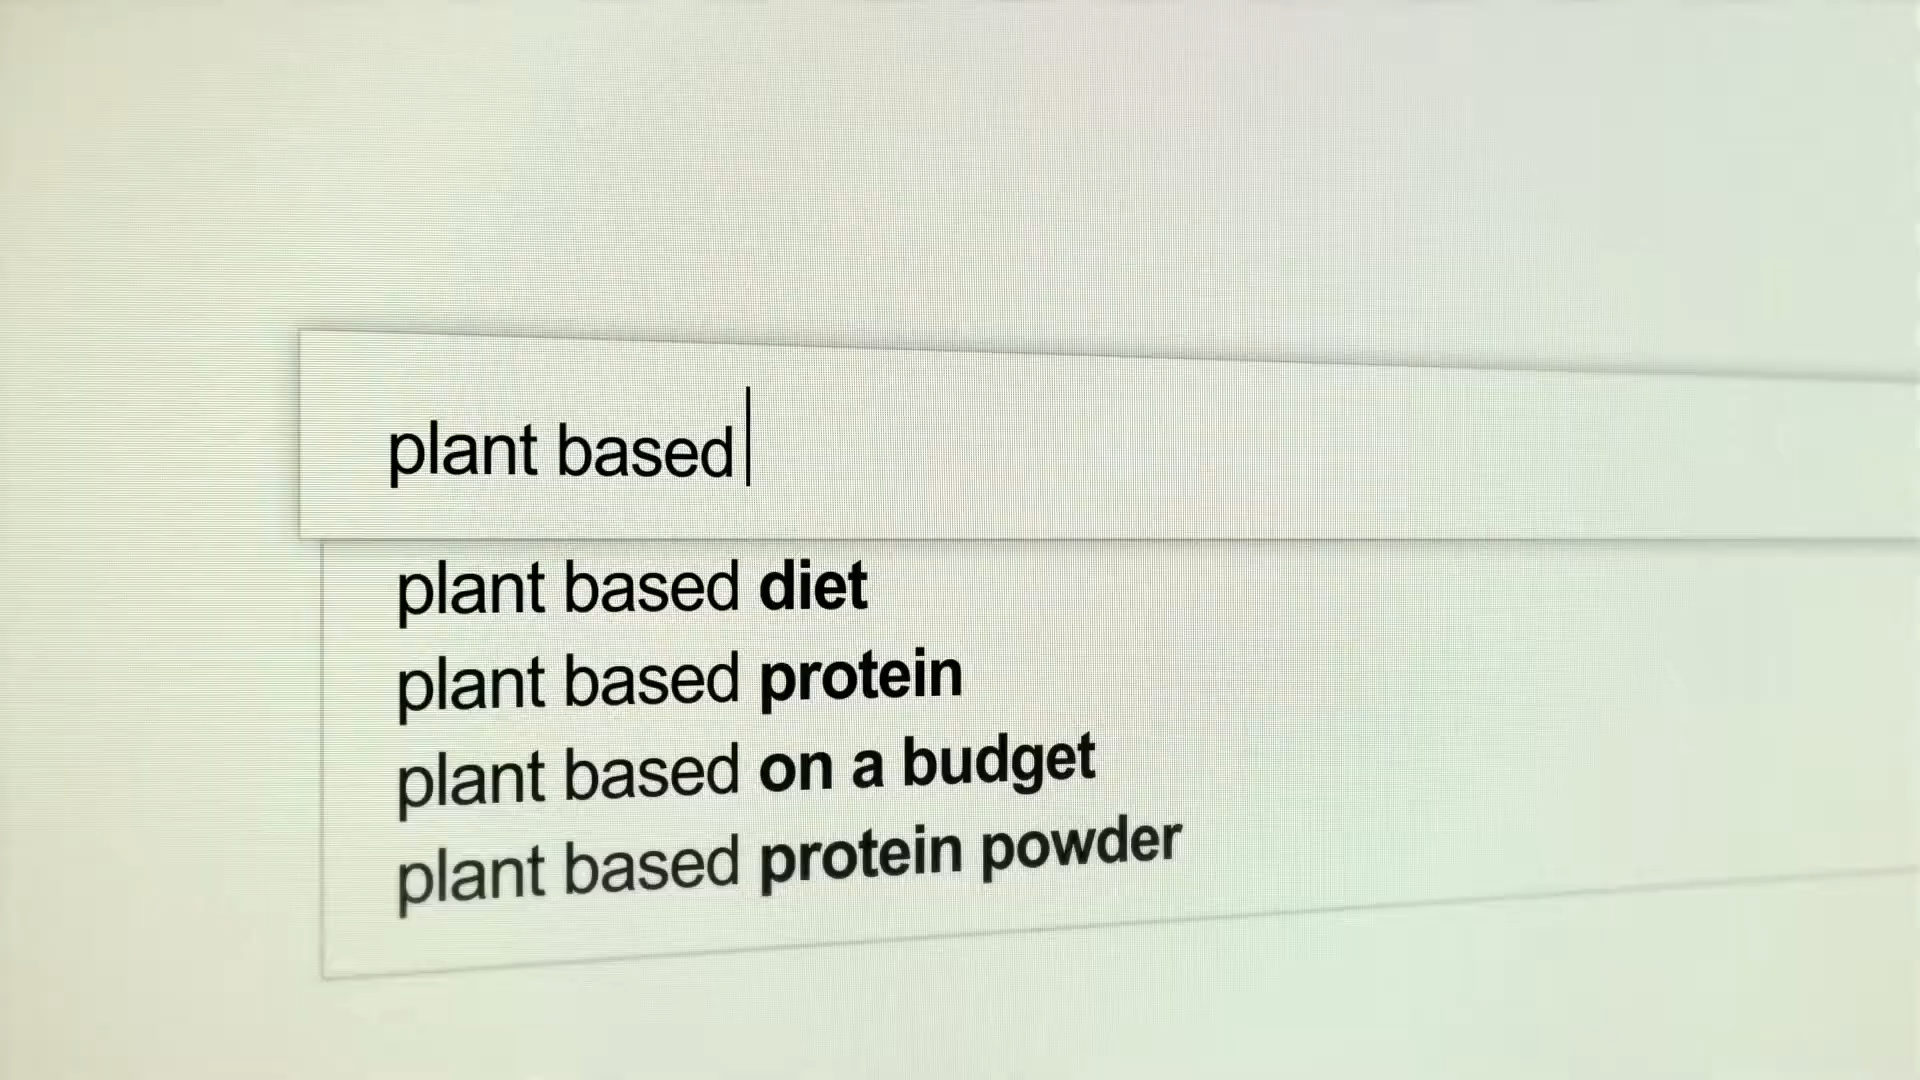 plant based
plant based diet
plant based protein
plant based on a budget
plant based protein powder